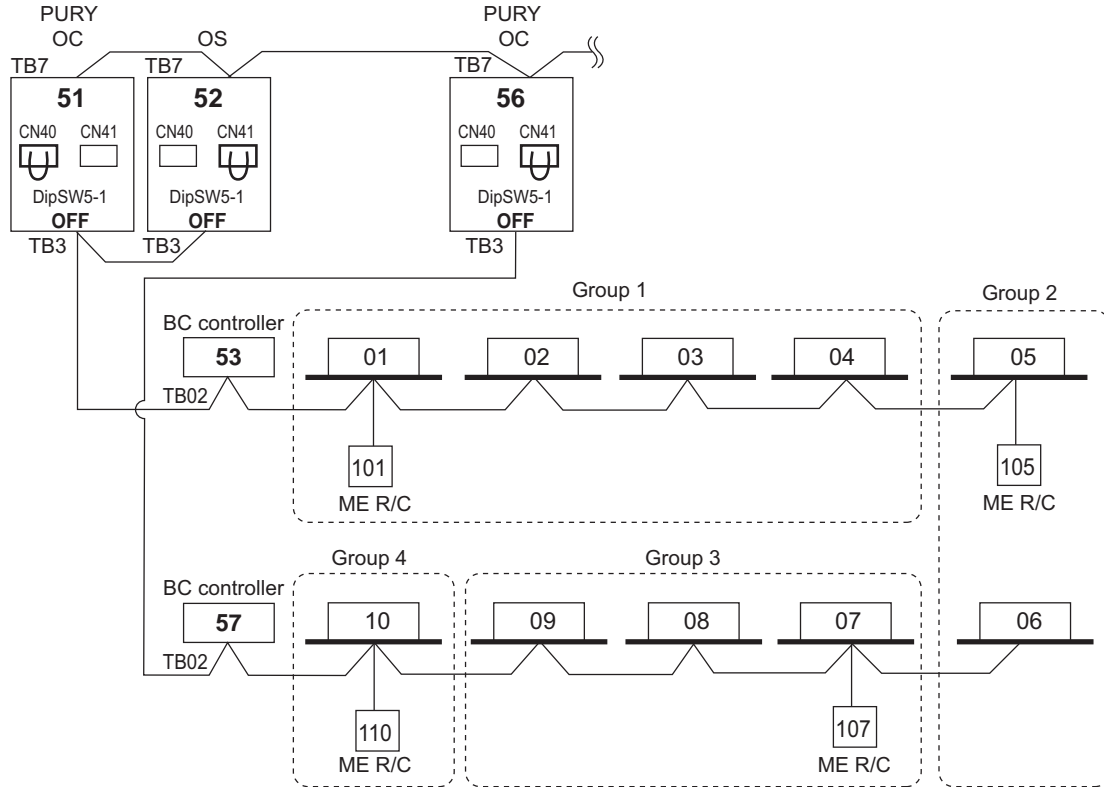 PURY PURY
OC OS OC
TB7 TB7 TB7
51 52 56
CN40 CN41 CN40 CN41 CN40 CN41
DipSW5-1 DipSW5-1 DipSW5-1
OFF OFF OFF
TB3 TB3 TB3
Group 1 Group 2
BC controller
53 01 02 03 04 05
TB02
101 105
ME R/C ME R/C
Group 4 Group 3
BC controller
57 10 09 08 07 06
TB02
110 107
ME R/C ME R/C